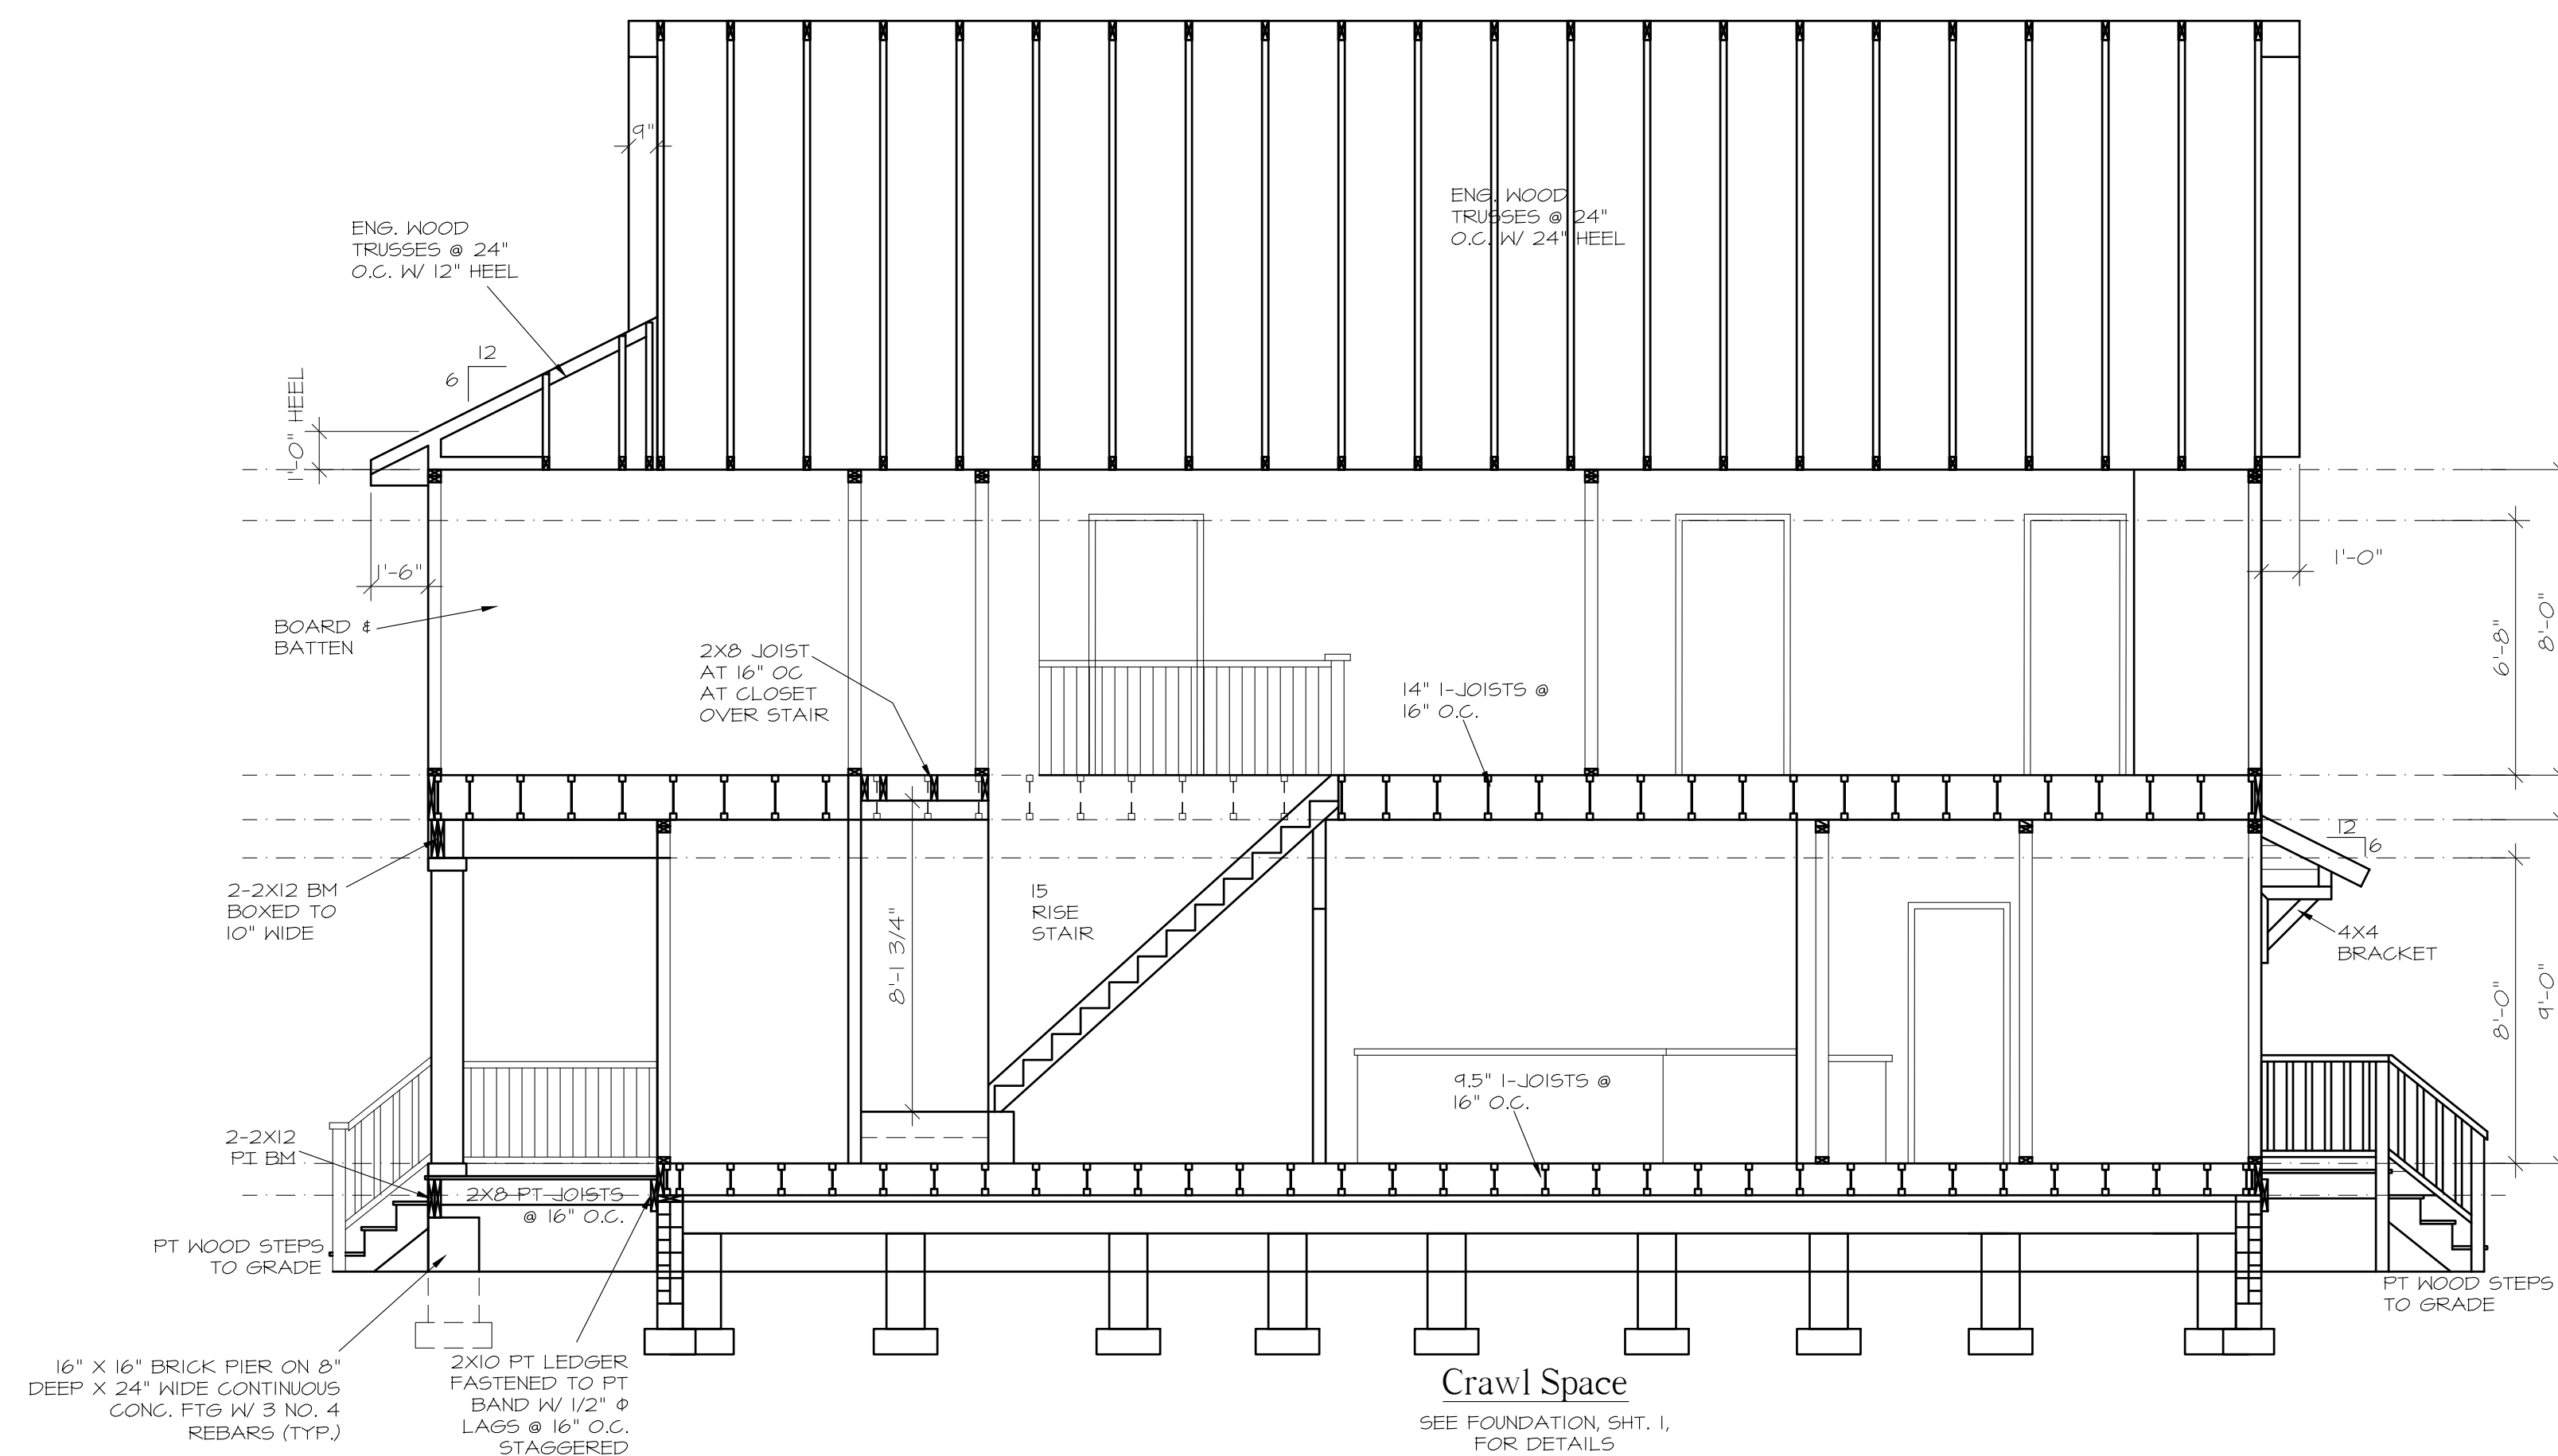 9"
ENG. WOOD
TRUSSES @ 24"
O.C. W/ 24" HEEL
ENG. WOOD
TRUSSES @ 24"
O.C. W/ 12" HEEL
12
6
1'-0" HEEL
1'-6"
1'-0"
BOARD &
BATTEN
2X8 JOIST
AT 16" OC
AT CLOSET
OVER STAIR
14" I-JOISTS @
16" O.C.
6'-8"
8'-0"
12
6
2-2X12 BM
BOXED TO
10" WIDE
8'-1 3/4"
15
RISE
STAIR
4X4
BRACKET
8'-0"
9'-0"
9.5" I-JOISTS @
16" O.C.
2-2X12
PT BM
2X8 PT JOISTS
@ 16" O.C.
PT WOOD STEPS
TO GRADE
PT WOOD STEPS
TO GRADE
16" X 16" BRICK PIER ON 8"
DEEP X 24" WIDE CONTINUOUS
CONC. FTG W/ 3 NO. 4
REBARS (TYP.)
2X10 PT LEDGER
FASTENED TO PT
BAND W/ 1/2" Φ
LAGS @ 16" O.C.
STAGGERED
Crawl Space
SEE FOUNDATION, SHT. 1,
FOR DETAILS